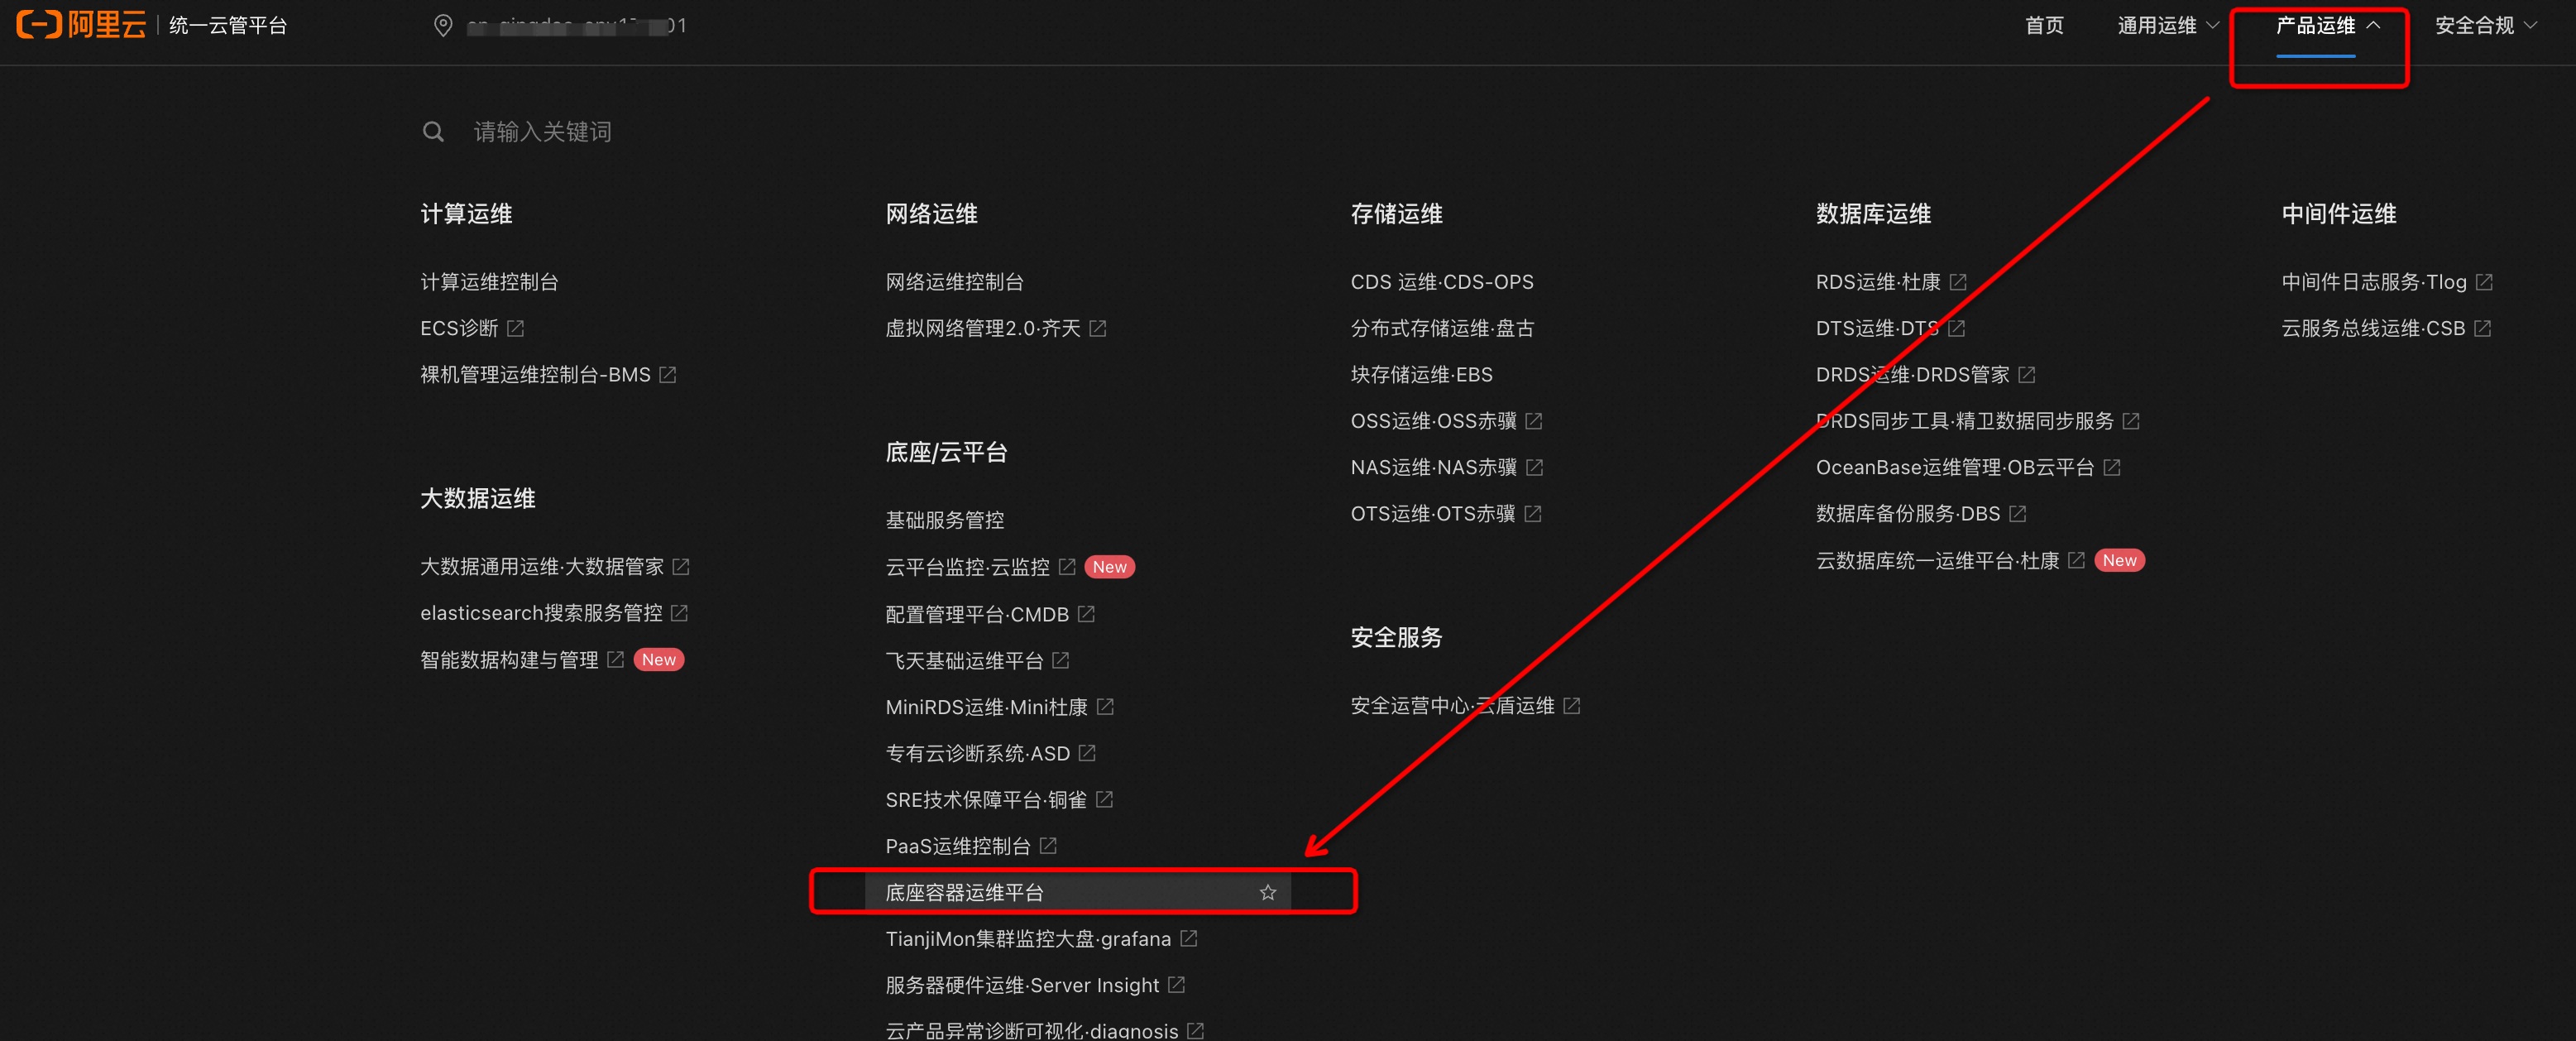 阿里云 统一云管平台
01
首页 通用运维 产品运维 安全合规
请输入关键词
计算运维
计算运维控制台
ECS诊断
裸机管理运维控制台-BMS
大数据运维
大数据通用运维·大数据管家
elasticsearch搜索服务管控
智能数据构建与管理 New
网络运维
网络运维控制台
虚拟网络管理2.0·齐天
底座/云平台
基础服务管控
云平台监控·云监控 New
配置管理平台·CMDB
飞天基础运维平台
MiniRDS运维·Mini杜康
专有云诊断系统·ASD
SRE技术保障平台·铜雀
PaaS运维控制台
底座容器运维平台
TianjiMon集群监控大盘·grafana
服务器硬件运维·Server Insight
云产品异常诊断可视化·diagnosis
存储运维
CDS 运维·CDS-OPS
分布式存储运维·盘古
块存储运维·EBS
OSS运维·OSS赤骥
NAS运维·NAS赤骥
OTS运维·OTS赤骥
安全服务
安全运营中心·云盾运维
数据库运维
RDS运维·杜康
DTS运维·DTS
DRDS运维·DRDS管家
DRDS同步工具·精卫数据同步服务
OceanBase运维管理·OB云平台
数据库备份服务·DBS
云数据库统一运维平台·杜康 New
中间件运维
中间件日志服务·Tlog
云服务总线运维·CSB